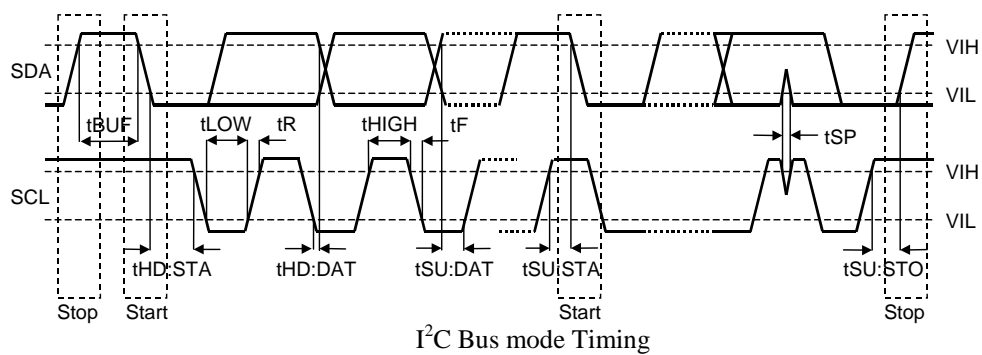 VIH
SDA
VIL
tBUF
tLOW
tR
tHIGH
tF
tSP
VIH
SCL
VIL
tHD:STA
tHD:DAT
tSU:DAT
tSU:STA
tSU:STO
Stop
Start
Start
Stop
I²C Bus mode Timing